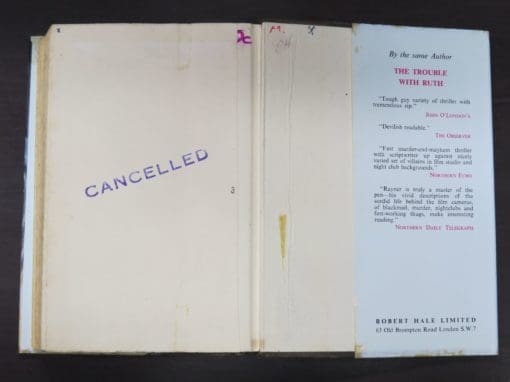 CANCELLED
3
By the same Author
THE TROUBLE
WITH RUTH
"Tough guy variety of thriller with
tremendous zip."
JOHN O'LONDON'S
"Devilish readable."
THE OBSERVER
"Fast murder-and-mayhem thriller
with scriptwriter up against nicely
varied set of villains in film studio and
night club backgrounds."
NORTHERN ECHO
"Rayner is truly a master of the
pen—his vivid descriptions of the
sordid life behind the film cameras,
of blackmail, murder, nightclubs and
fast-working thugs, make interesting
reading."
NORTHERN DAILY TELEGRAPH
ROBERT HALE LIMITED
63 Old Brompton Road London S.W.7